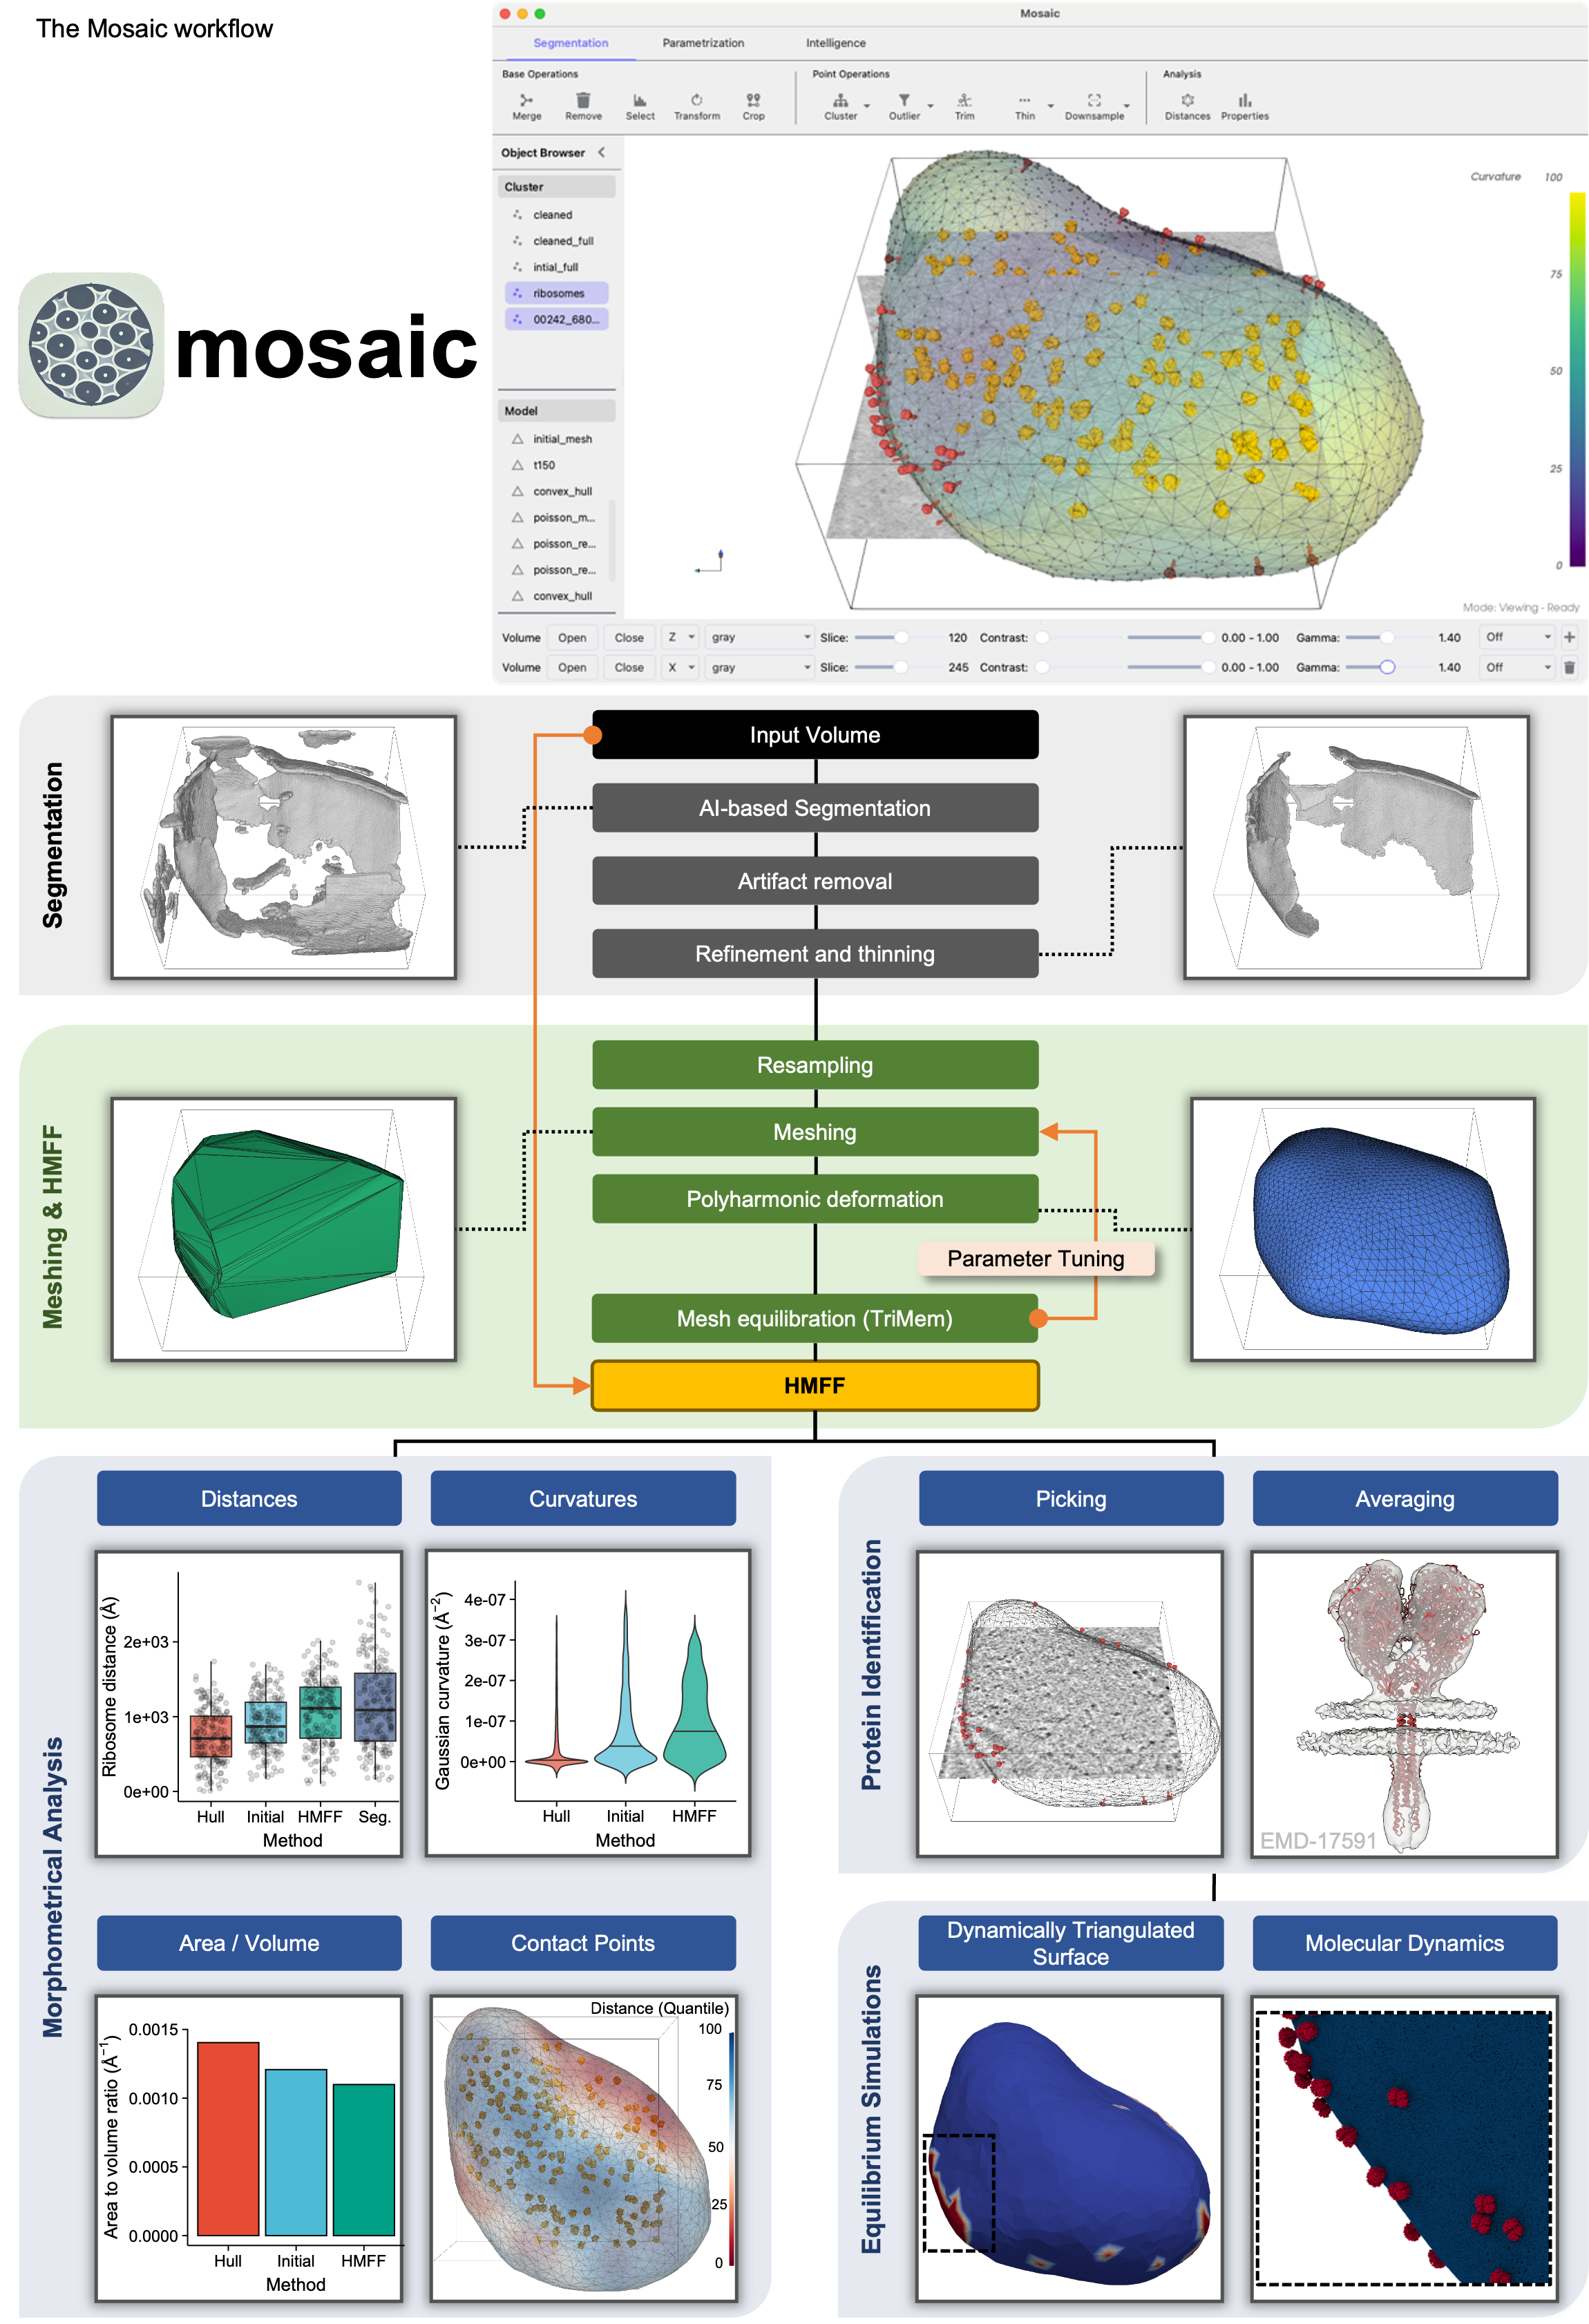 The Mosaic workflow
mosaic
Mosaic
Segmentation Parametrization Intelligence
Base Operations Point Operations Analysis
Merge Remove Select Transform Crop Cluster Outlier Trim Thin Downsample Distances Properties
Object Browser
Cluster
cleaned
cleaned_full
intial_full
ribosomes
00242_680...
Model
initial_mesh
t150
convex_hull
poisson_m...
poisson_re...
poisson_re...
convex_hull
Curvature 100
75
50
25
0
Mode: Viewing - Ready
Volume Open Close Z gray Slice: 120 Contrast: 0.00 - 1.00 Gamma: 1.40 Off
Volume Open Close X gray Slice: 245 Contrast: 0.00 - 1.00 Gamma: 1.40 Off
Segmentation
Input Volume
AI-based Segmentation
Artifact removal
Refinement and thinning
Meshing & HMFF
Resampling
Meshing
Polyharmonic deformation
Parameter Tuning
Mesh equilibration (TriMem)
HMFF
Morphometrical Analysis
Distances
Ribosome distance (Å)
2e+03
1e+03
0e+00
Hull Initial HMFF Seg.
Method
Curvatures
Gaussian curvature (Å⁻²)
4e-07
3e-07
2e-07
1e-07
0e+00
Hull Initial HMFF
Method
Area / Volume
Area to volume ratio (Å⁻¹)
0.0015
0.0010
0.0005
0.0000
Hull Initial HMFF
Method
Contact Points
Distance (Quantile)
100
75
50
25
0
Protein Identification
Picking
Averaging
EMD-17591
Equilibrium Simulations
Dynamically Triangulated
Surface
Molecular Dynamics